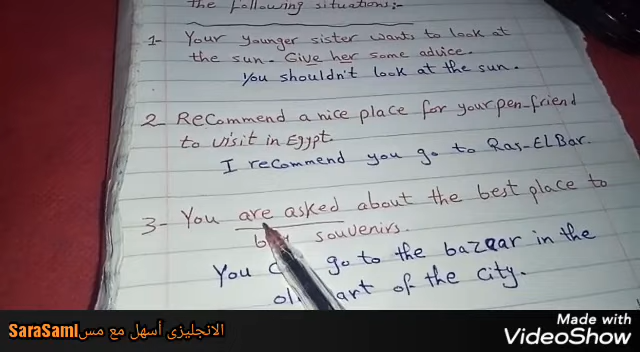 the following situations:-
1- Your younger sister wants to look at
the sun. Give her some advice.
You shouldn't look at the sun.
2 Recommend a nice place for your pen-friend
to visit in Egypt.
I recommend you go to Ras-ELBar.
3- You are asked about the best place to
souvenirs.
You go to the bazaar in the
of the city.
الانجليزى أسهل مع مسSaraSamI
Made with
VideoShow